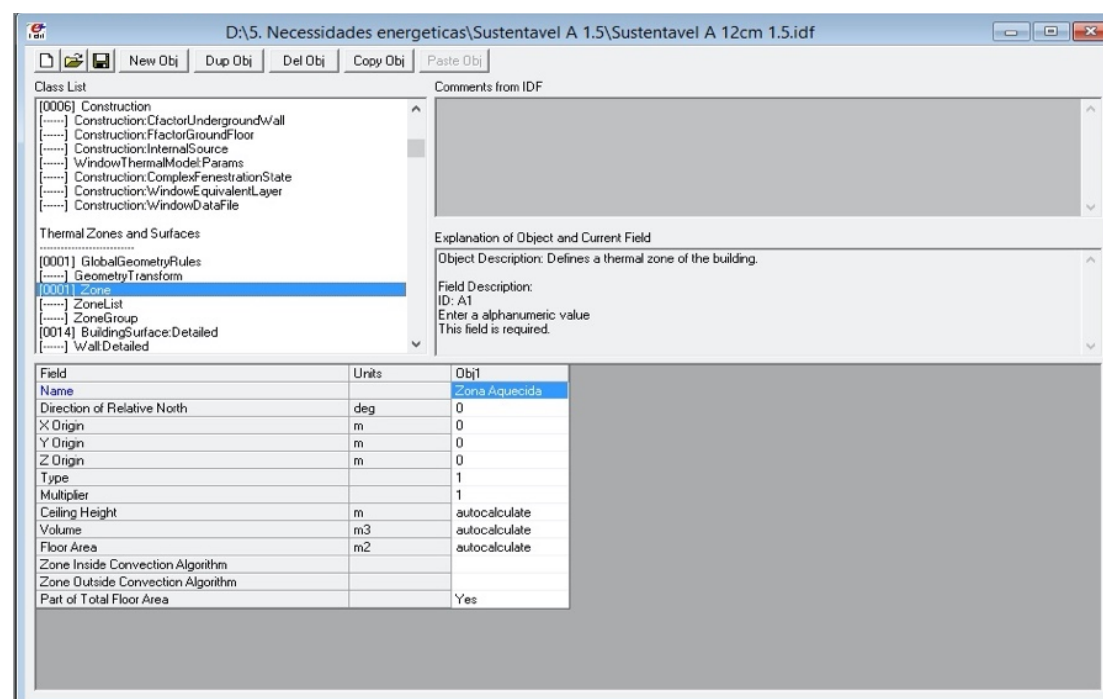 D:\5. Necessidades energeticas\Sustentavel A 1.5\Sustentavel A 12cm 1.5.idf
New Obj Dup Obj Del Obj Copy Obj Paste Obj
Class List
[0006] Construction
[------] Construction:CfactorUndergroundWall
[------] Construction:FfactorGroundFloor
[------] Construction:InternalSource
[------] WindowThermalModel:Params
[------] Construction:ComplexFenestrationState
[------] Construction:WindowEquivalentLayer
[------] Construction:WindowDataFile
Thermal Zones and Surfaces
--------------------------
[0001] GlobalGeometryRules
[------] GeometryTransform
[0001] Zone
[------] ZoneList
[------] ZoneGroup
[0014] BuildingSurface:Detailed
[------] Wall:Detailed
Comments from IDF
Explanation of Object and Current Field
Object Description: Defines a thermal zone of the building.
Field Description:
ID: A1
Enter a alphanumeric value
This field is required.
Field Units Obj1
Name Zona Aquecida
Direction of Relative North deg 0
X Origin m 0
Y Origin m 0
Z Origin m 0
Type 1
Multiplier 1
Ceiling Height m autocalculate
Volume m3 autocalculate
Floor Area m2 autocalculate
Zone Inside Convection Algorithm
Zone Outside Convection Algorithm
Part of Total Floor Area Yes